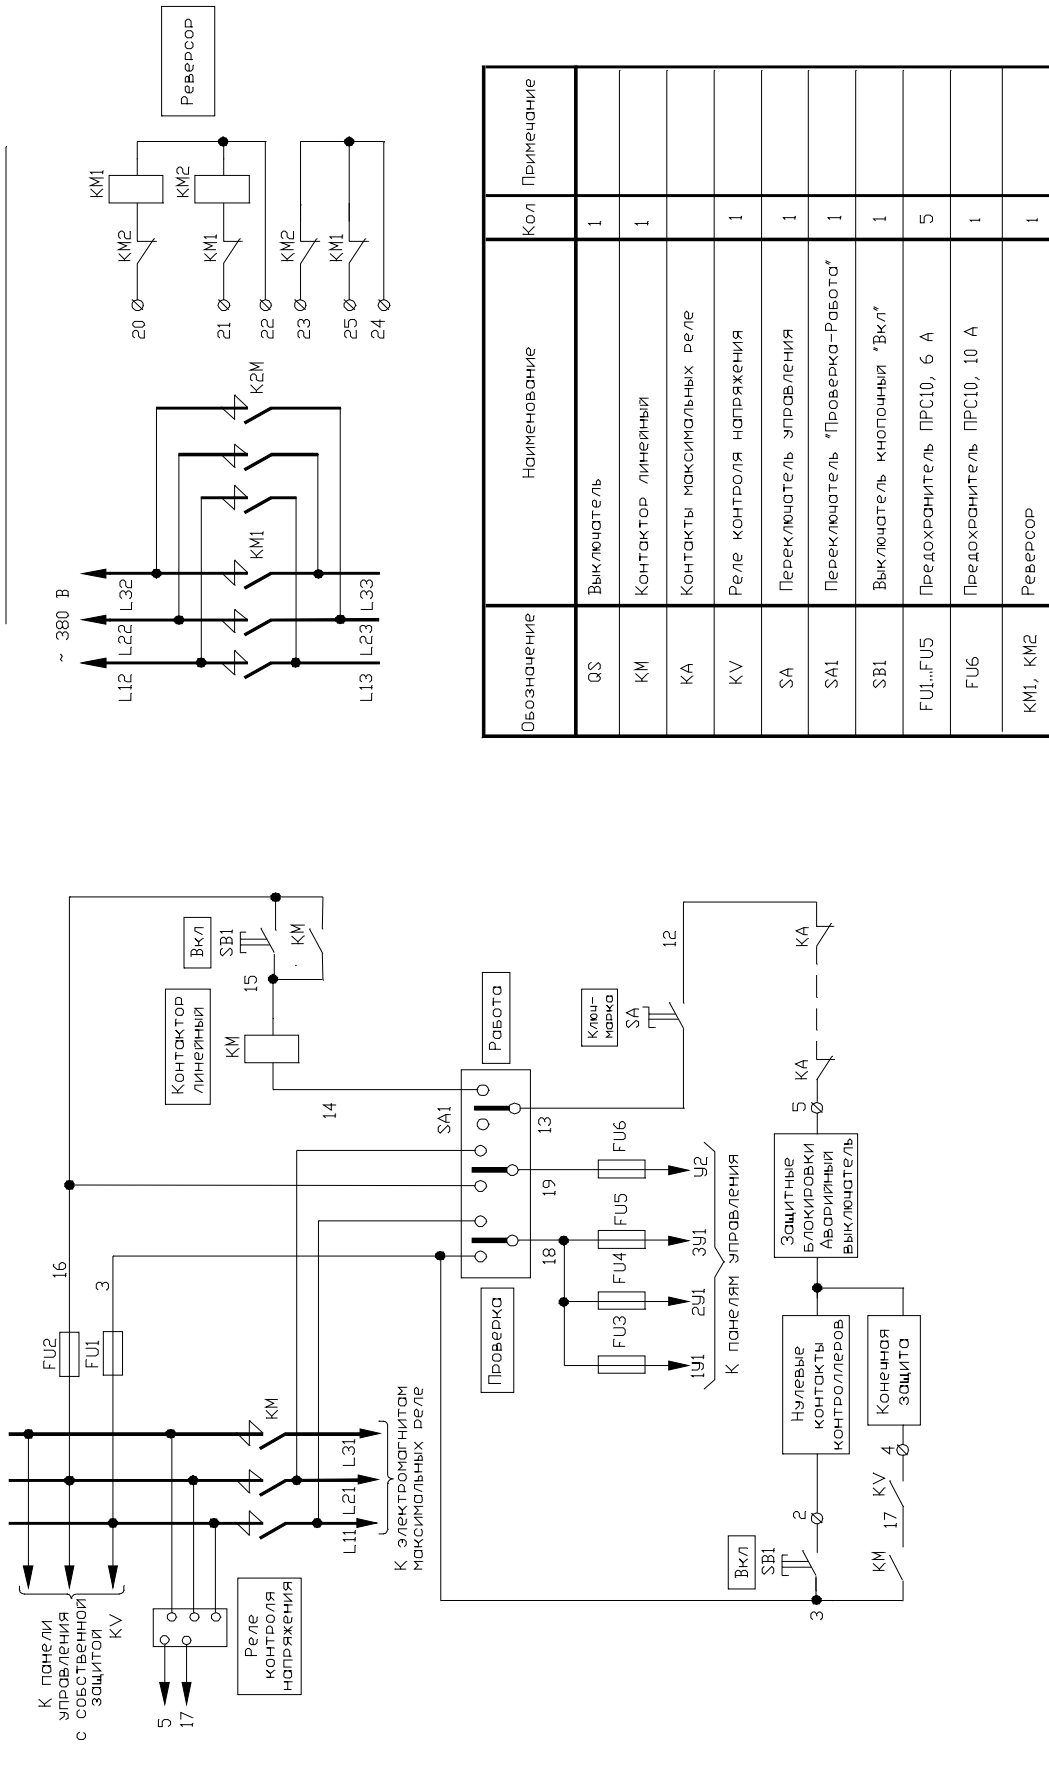 К панели
управления
с собственной
защитой
KV
5
17
Реле
контроля
напряжения
FU2
16
FU1
3
KM
L11
L21
L31
К электромагнитам
максимальных реле
Контактор
линейный
KM
14
15
Вкл
SB1
KM
Проверка
SA1
Работа
18
19
13
FU3
FU4
FU5
FU6
1У1
2У1
3У1
У2
К панелям управления
Ключ-
марка
SA
12
3
Вкл
SB1
2
Нулевые
контакты
контроллеров
KM
17
KV
4
Конечная
защита
Защитные
блокировки
Аварийный
выключатель
5
KA
KA
~ 380 В
L12
L22
L32
L13
L23
L33
KM1
K2M
Реверсор
20
KM2
KM1
21
KM1
KM2
22
23
KM2
25
KM1
24
Обозначение Наименование Кол Примечание
QS Выключатель 1
KM Контактор линейный 1
KA Контакты максимальных реле
KV Реле контроля напряжения 1
SA Переключатель управления 1
SA1 Переключатель "Проверка-Работа" 1
SB1 Выключатель кнопочный "Вкл" 1
FU1...FU5 Предохранитель ПРС10, 6 А 5
FU6 Предохранитель ПРС10, 10 А 1
KM1, KM2 Реверсор 1